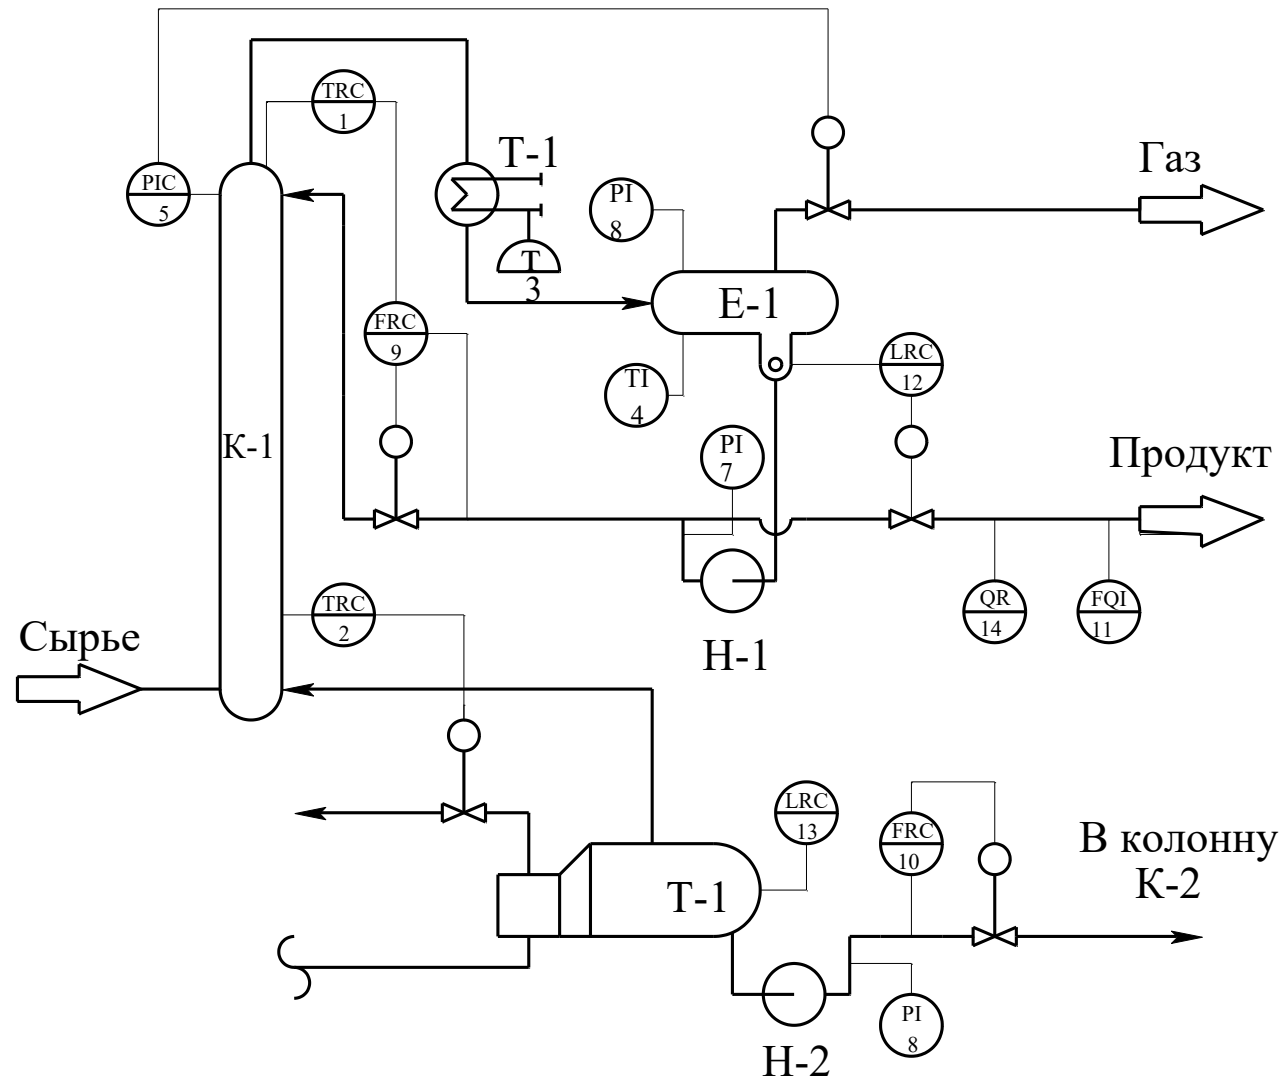 TRC
1
Т-1
Газ
PIC
5
PI
8
Т
3
Е-1
FRC
9
LRC
12
TI
4
К-1
PI
7
Продукт
TRC
2
QR
14
FQI
11
Сырье
Н-1
LRC
13
FRC
10
В колонну
К-2
Т-1
PI
8
Н-2